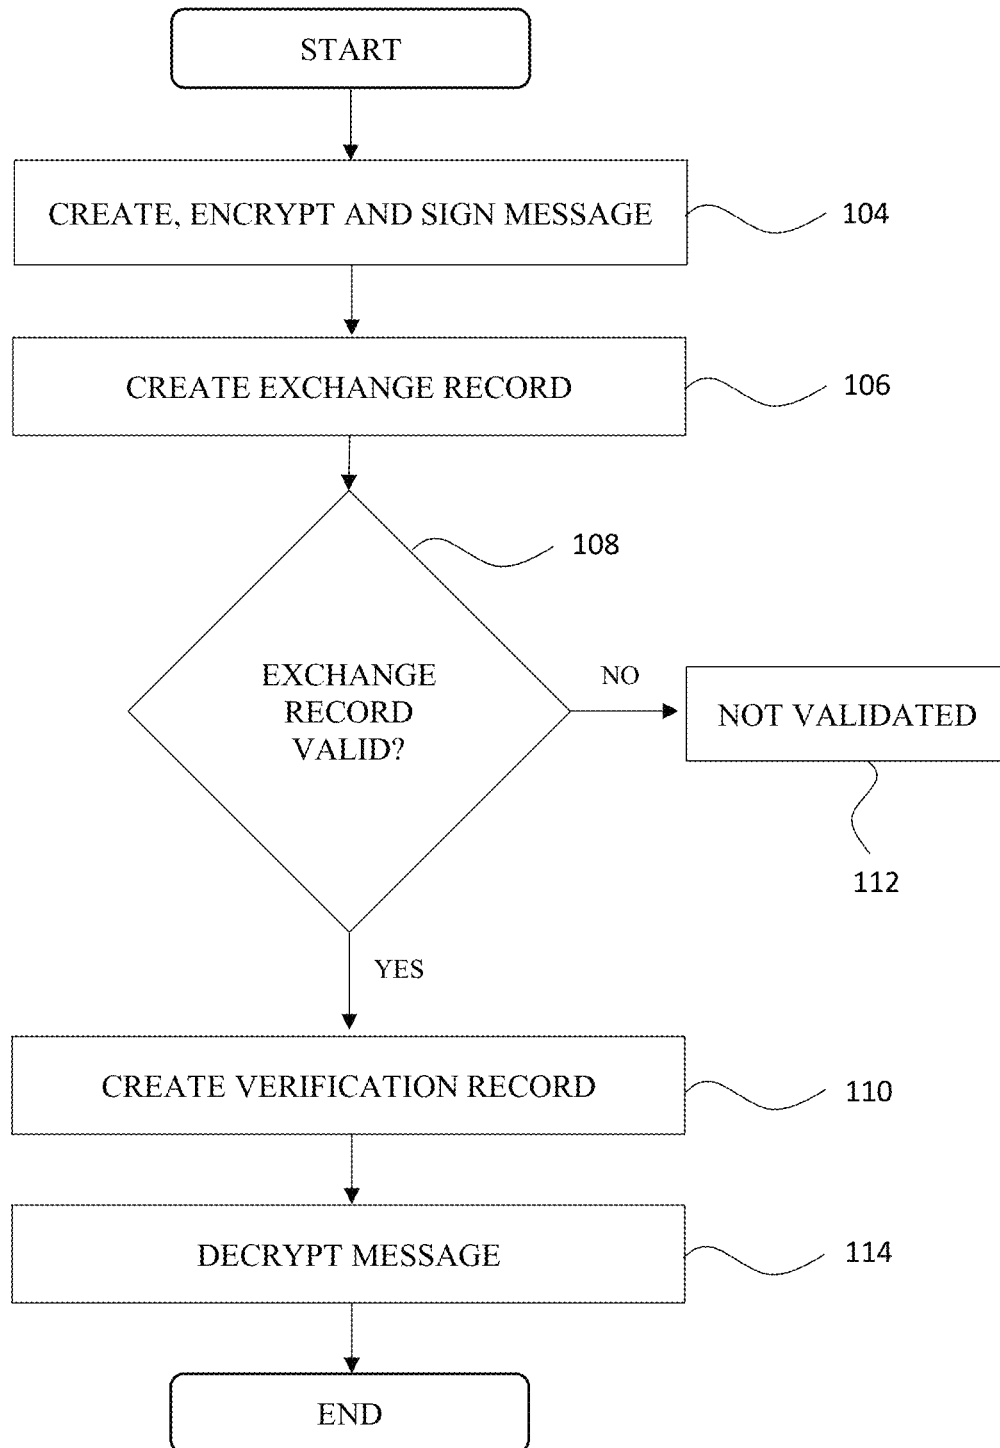 START
CREATE, ENCRYPT AND SIGN MESSAGE
104
CREATE EXCHANGE RECORD
106
108
EXCHANGE
RECORD
VALID?
NO
NOT VALIDATED
112
YES
CREATE VERIFICATION RECORD
110
DECRYPT MESSAGE
114
END